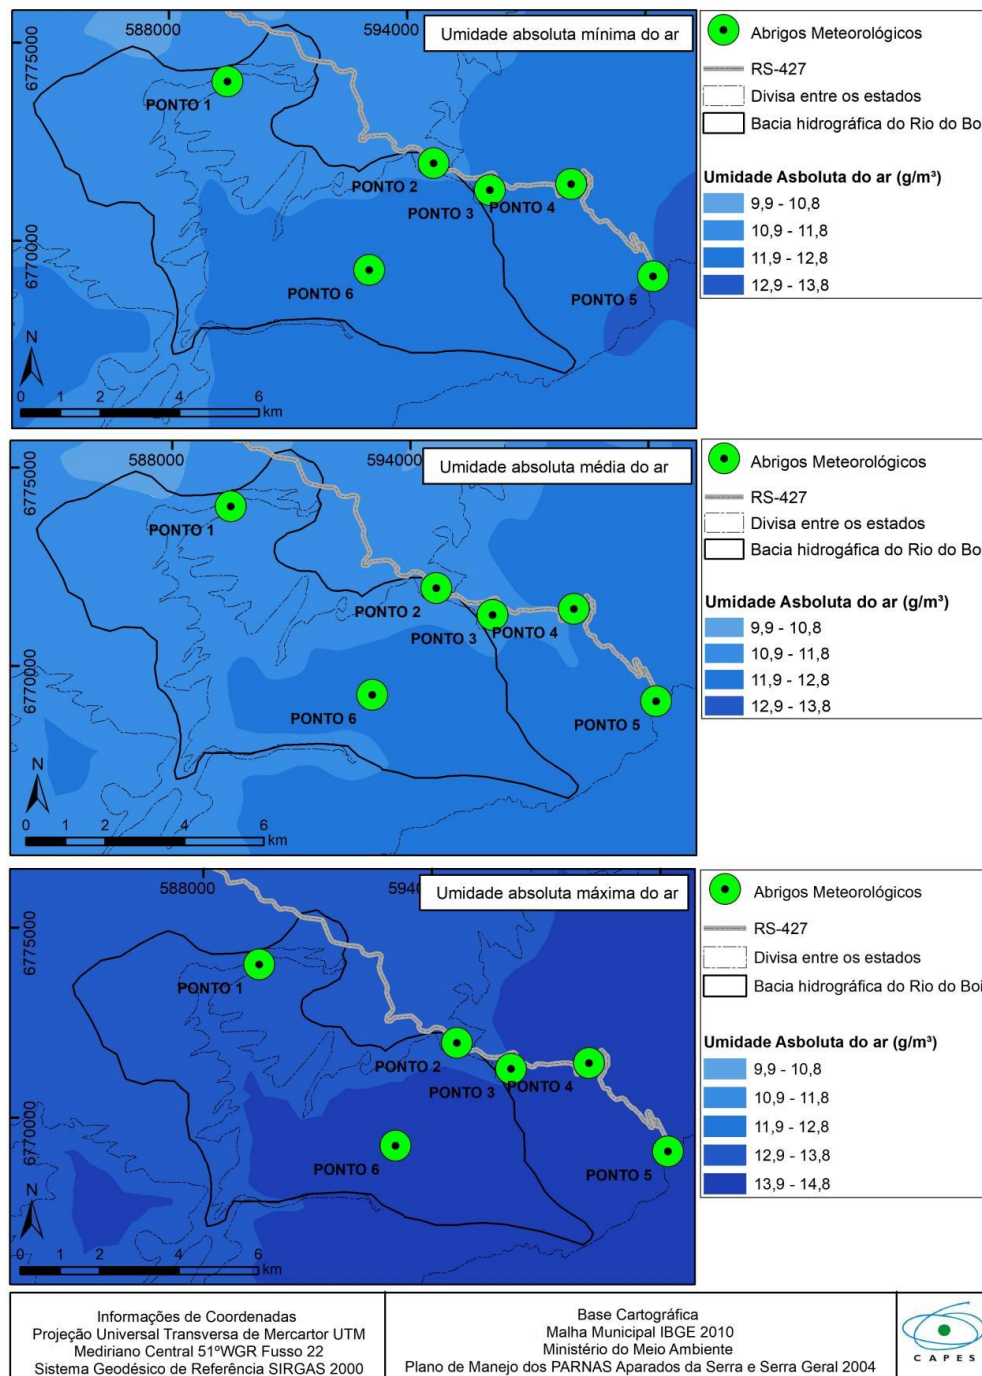 588000
594000
Umidade absoluta mínima do ar
6775000
6770000
PONTO 1
PONTO 2
PONTO 3
PONTO 4
PONTO 5
PONTO 6
N
0 1 2 4 6
km
Abrigos Meteorológicos
RS-427
Divisa entre os estados
Bacia hidrográfica do Rio do Bo
Umidade Asboluta do ar (g/m³)
9,9 - 10,8
10,9 - 11,8
11,9 - 12,8
12,9 - 13,8
588000
594000
Umidade absoluta média do ar
6775000
6770000
PONTO 1
PONTO 2
PONTO 3
PONTO 4
PONTO 5
PONTO 6
N
0 1 2 4 6
km
Abrigos Meteorológicos
RS-427
Divisa entre os estados
Bacia hidrogáfica do Rio do Bo
Umidade Asboluta do ar (g/m³)
9,9 - 10,8
10,9 - 11,8
11,9 - 12,8
12,9 - 13,8
588000
594000
Umidade absoluta máxima do ar
6775000
6770000
PONTO 1
PONTO 2
PONTO 3
PONTO 4
PONTO 5
PONTO 6
N
0 1 2 4 6
km
Abrigos Meteorológicos
RS-427
Divisa entre os estados
Bacia hidrográfica do Rio do Boi
Umidade Asboluta do ar (g/m³)
9,9 - 10,8
10,9 - 11,8
11,9 - 12,8
12,9 - 13,8
13,9 - 14,8
Informações de Coordenadas
Projeção Universal Transversa de Mercartor UTM
Mediriano Central 51ºWGR Fusso 22
Sistema Geodésico de Referência SIRGAS 2000
Base Cartográfica
Malha Municipal IBGE 2010
Ministério do Meio Ambiente
Plano de Manejo dos PARNAS Aparados da Serra e Serra Geral 2004
CAPES